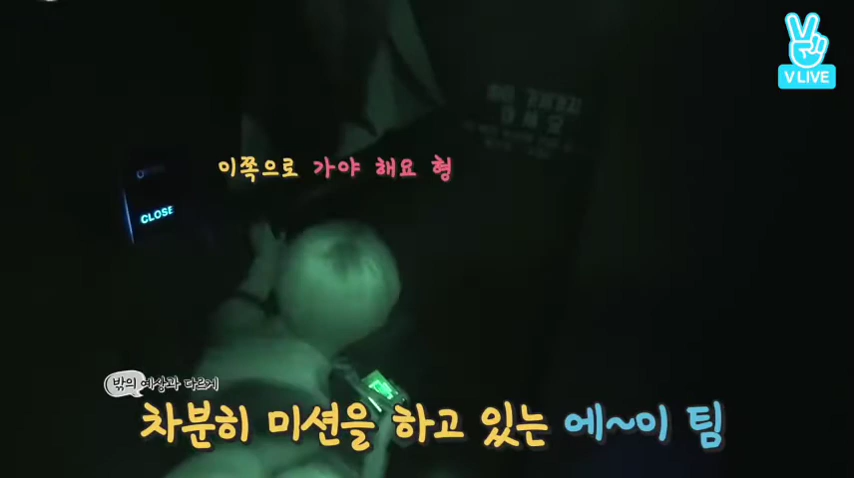 V LIVE
이쪽으로 가야 해요 형
CLOSE
밖의 예상과 다르게
차분히 미션을 하고 있는 에~이 팀